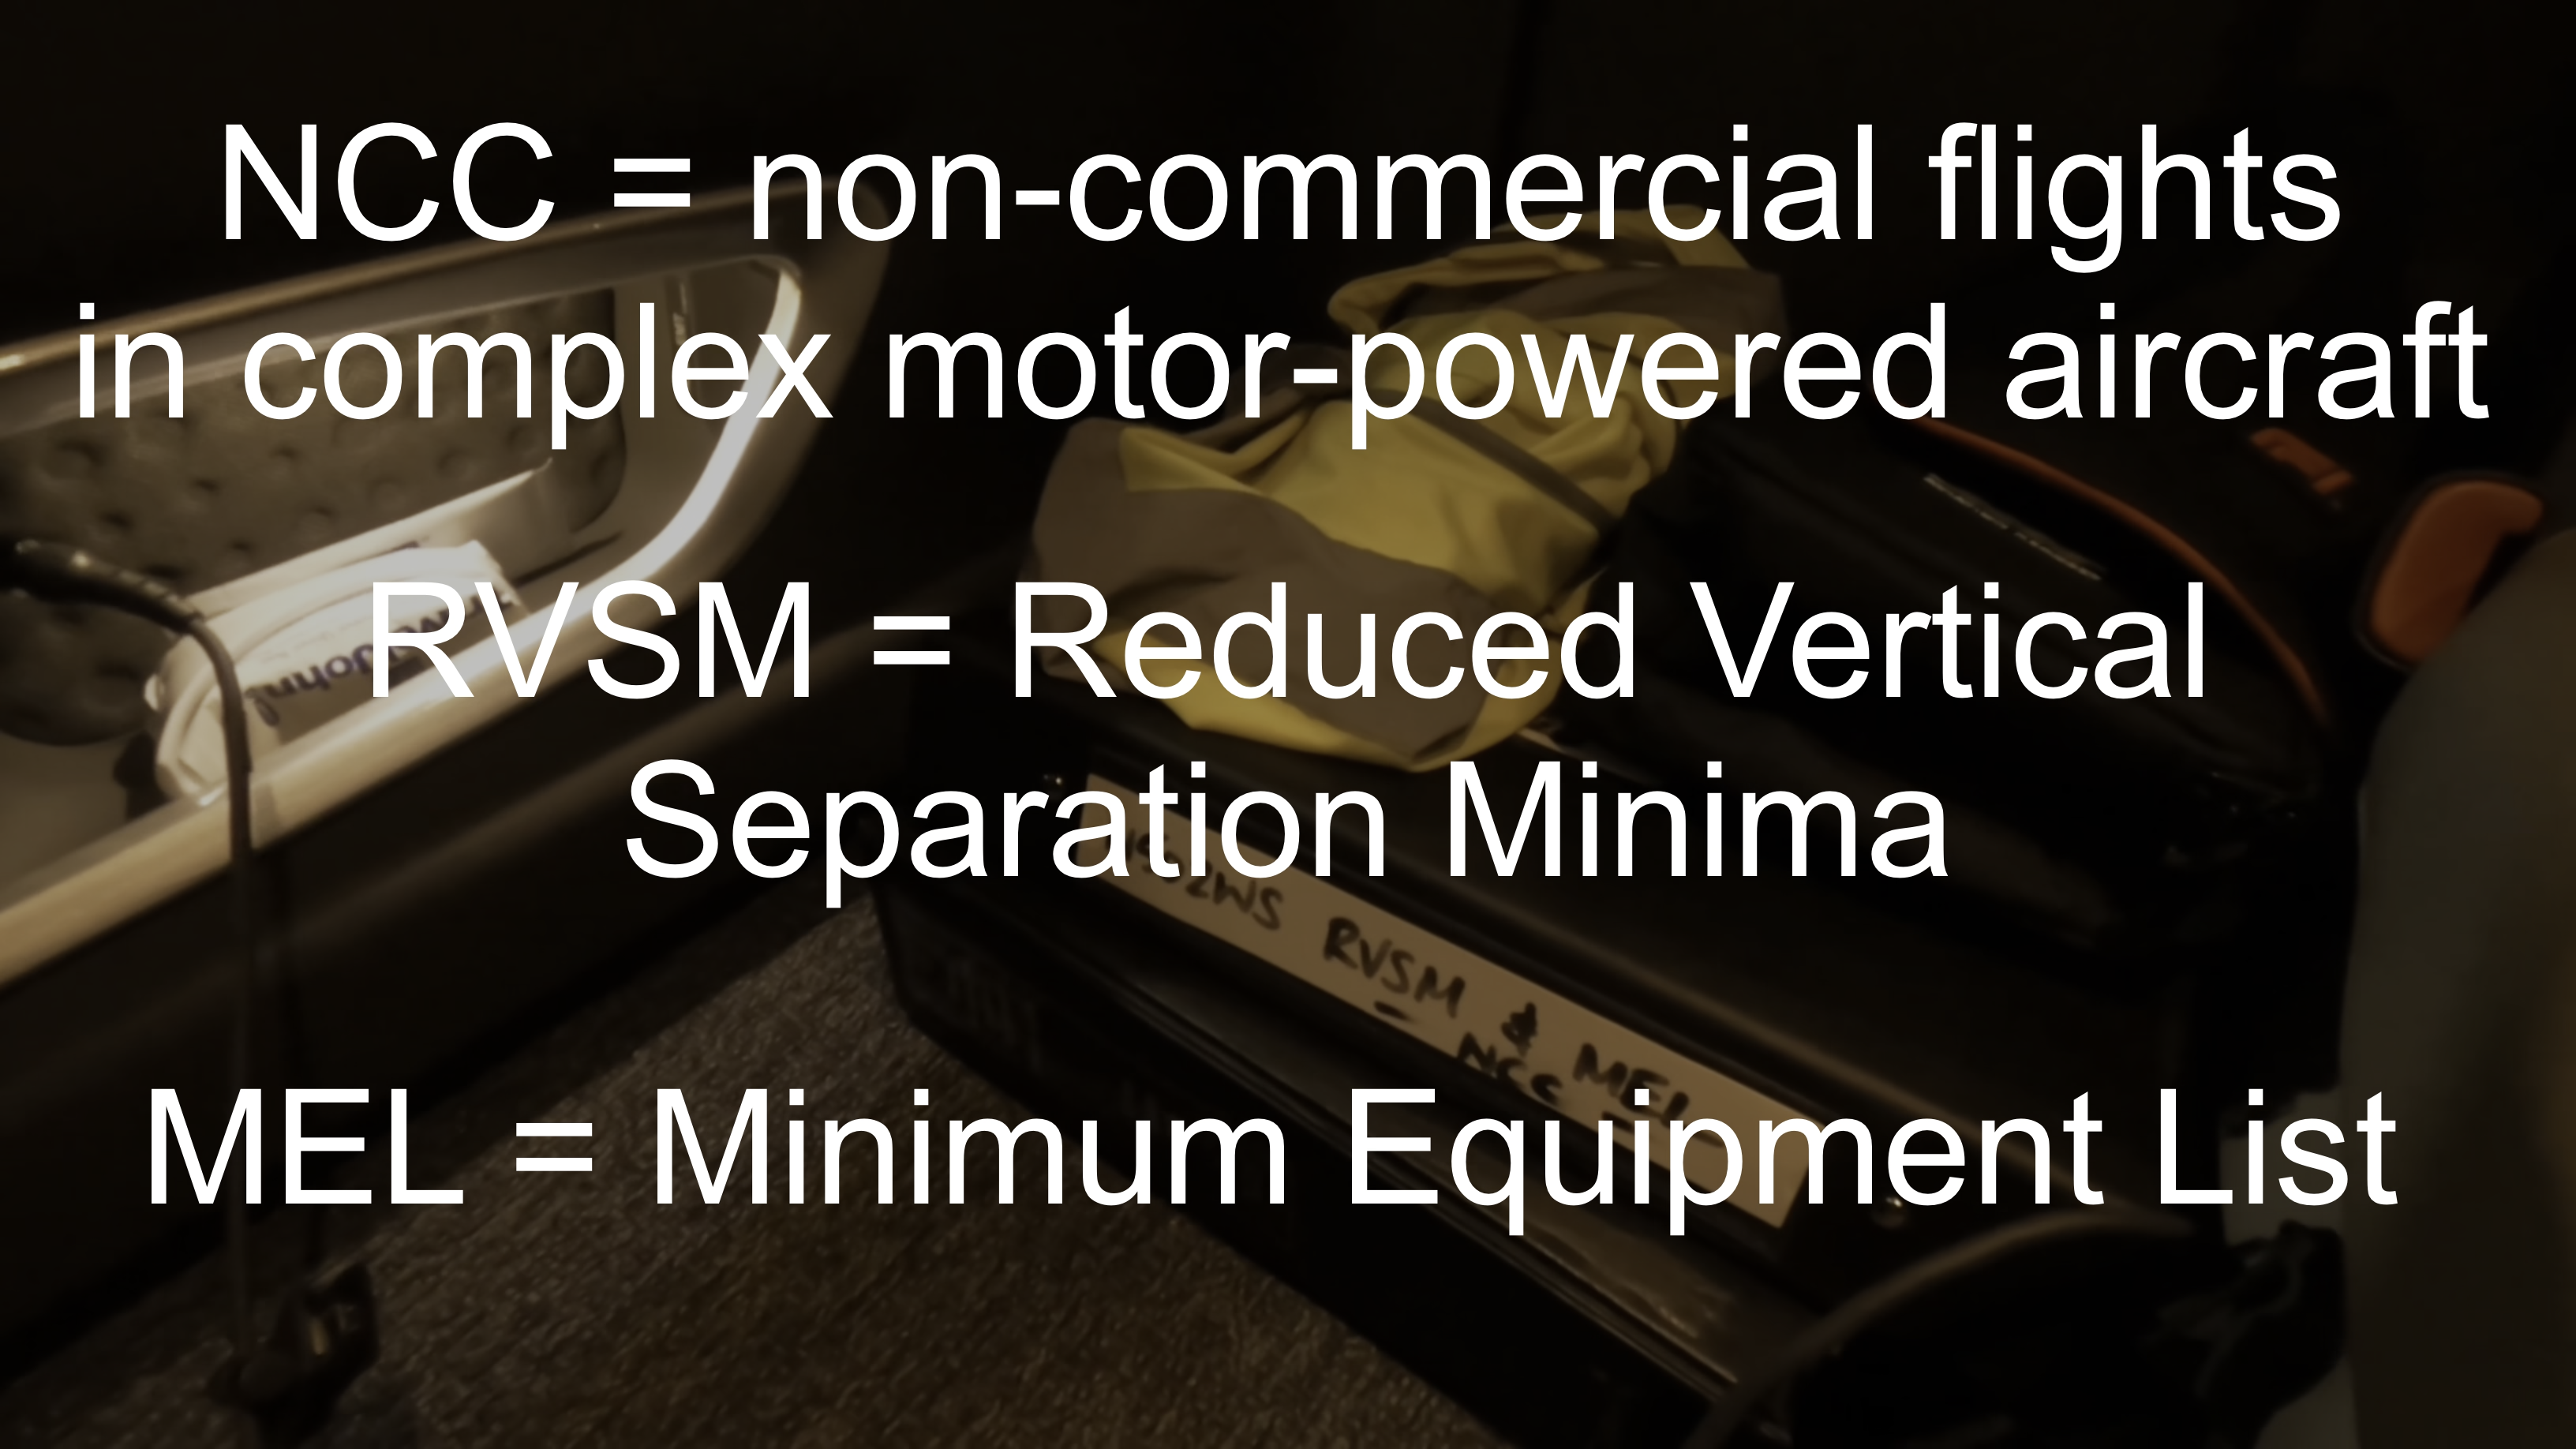 NCC = non-commercial flights
in complex motor-powered aircraft
RVSM = Reduced Vertical
Separation Minima
MEL = Minimum Equipment List
RVSM & MEL
NCC